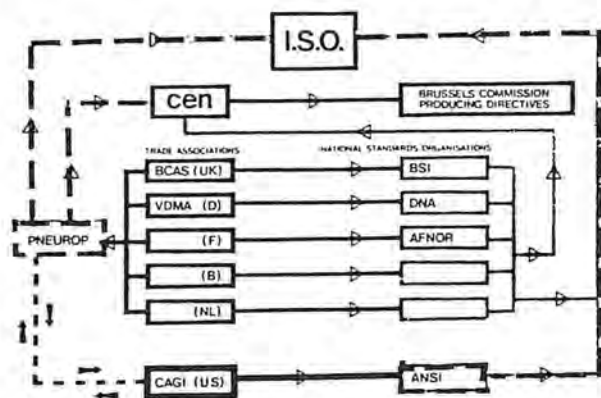 I.S.O.
cen
BRUSSELS COMMISSION
PRODUCING DIRECTIVES
TRADE ASSOCIATIONS
NATIONAL STANDARDS ORGANISATIONS
BCAS (UK)
BSI
VDMA (D)
DNA
PNEUROP
(F)
AFNOR
(B)
(NL)
CAGI (US)
ANSI